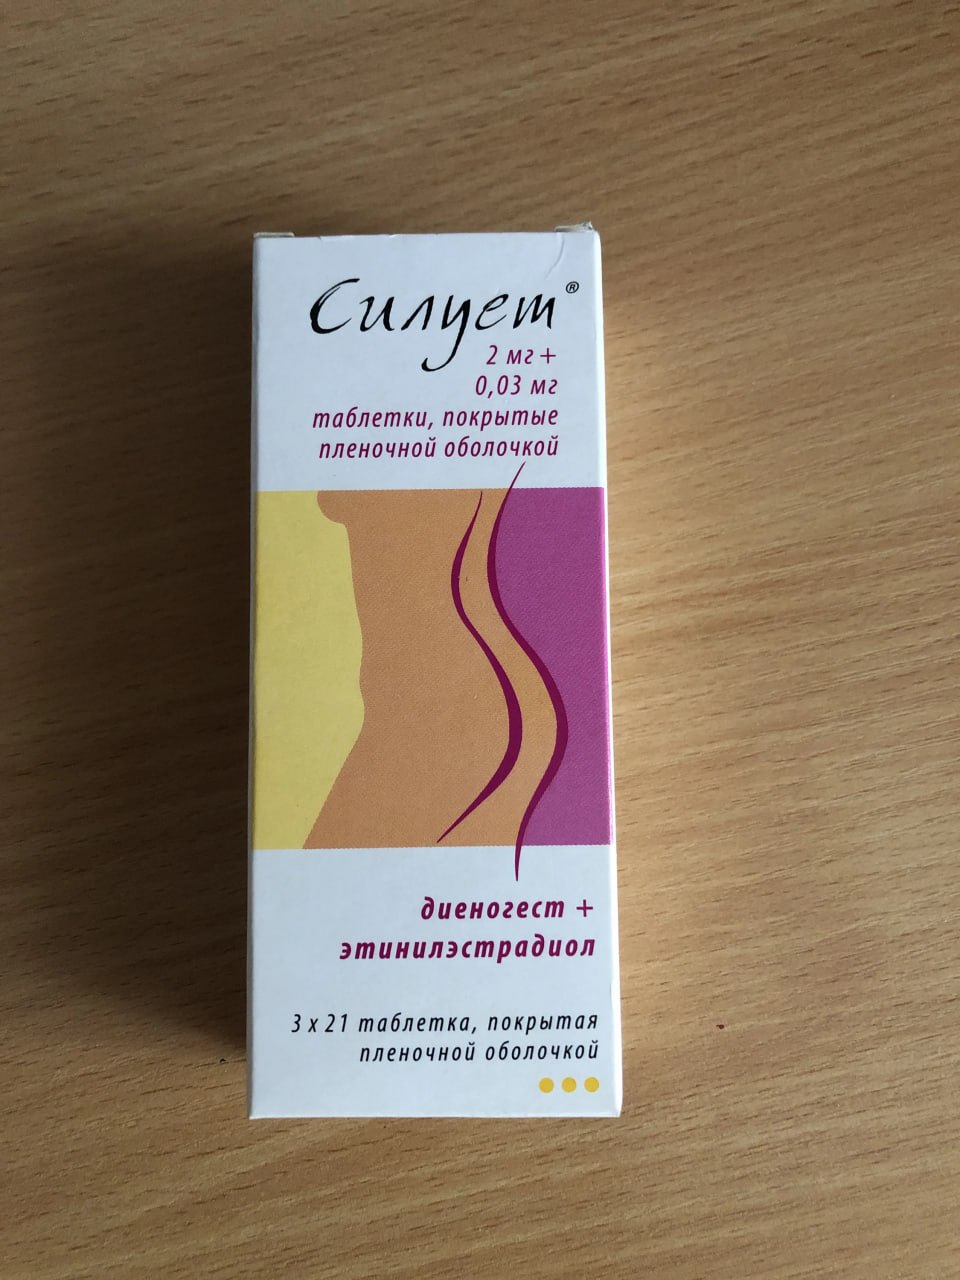 Силует®
2 мг +
0,03 мг
таблетки, покрытые
пленочной оболочкой
диеногест +
этинилэстрадиол
3 x 21 таблетка, покрытая
пленочной оболочкой